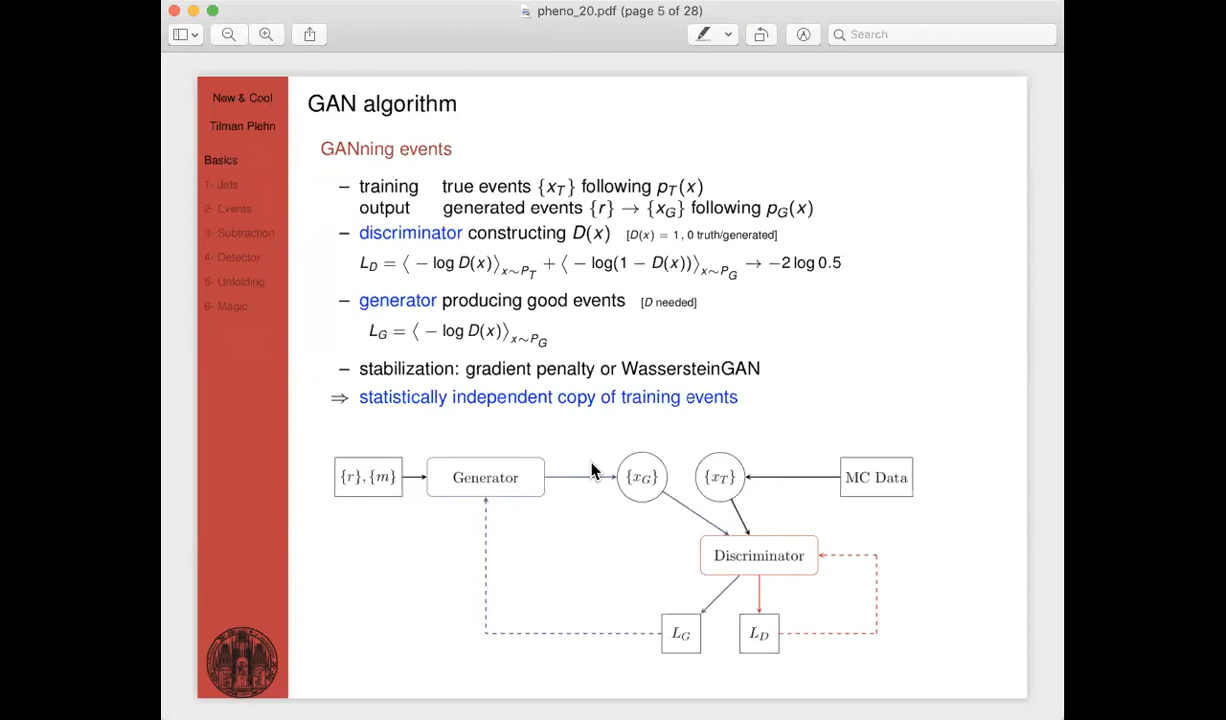 pheno_20.pdf (page 5 of 28)
Search
New & Cool
Tilman Plehn
Basics
1- Jets
2- Events
3- Subtraction
4- Detector
5- Unfolding
6- Magic
GAN algorithm
GANning events
– training true events {x_T} following p_T(x)
output generated events {r} → {x_G} following p_G(x)
– discriminator constructing D(x) [D(x) = 1, 0 truth/generated]
L_D = ⟨ − log D(x)⟩_{x∼P_T} + ⟨ − log(1 − D(x))⟩_{x∼P_G} → −2 log 0.5
– generator producing good events [D needed]
L_G = ⟨ − log D(x)⟩_{x∼P_G}
– stabilization: gradient penalty or WassersteinGAN
⇒ statistically independent copy of training events
{r}, {m}
Generator
{x_G}
{x_T}
MC Data
Discriminator
L_G
L_D